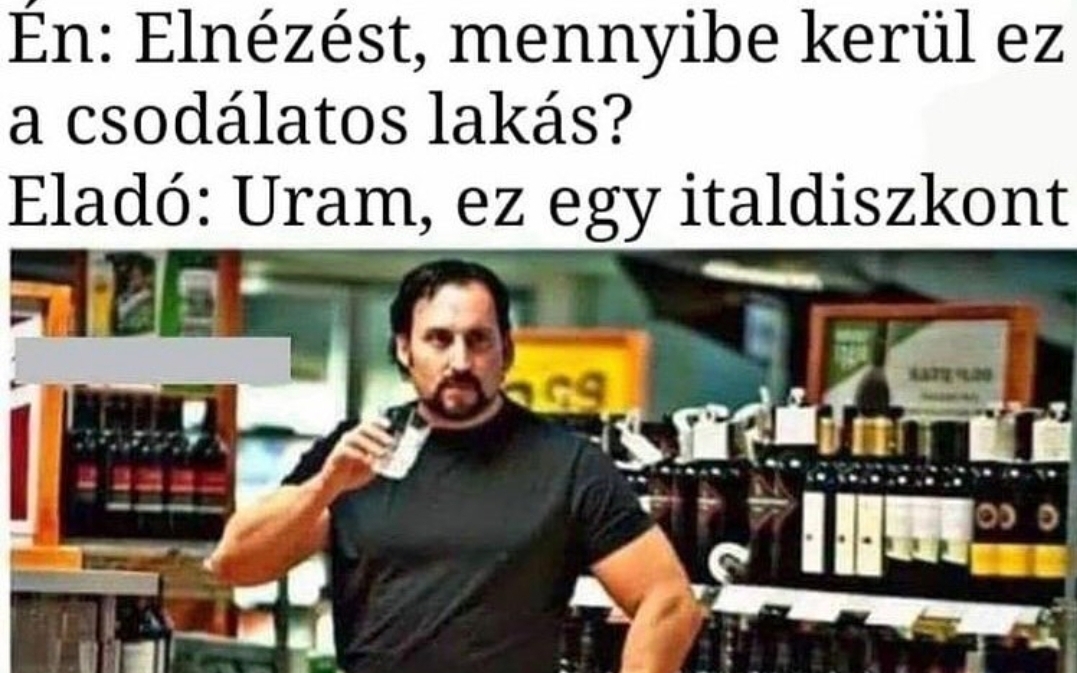 Én: Elnézést, mennyibe kerül ez
a csodálatos lakás?
Eladó: Uram, ez egy italdiszkont